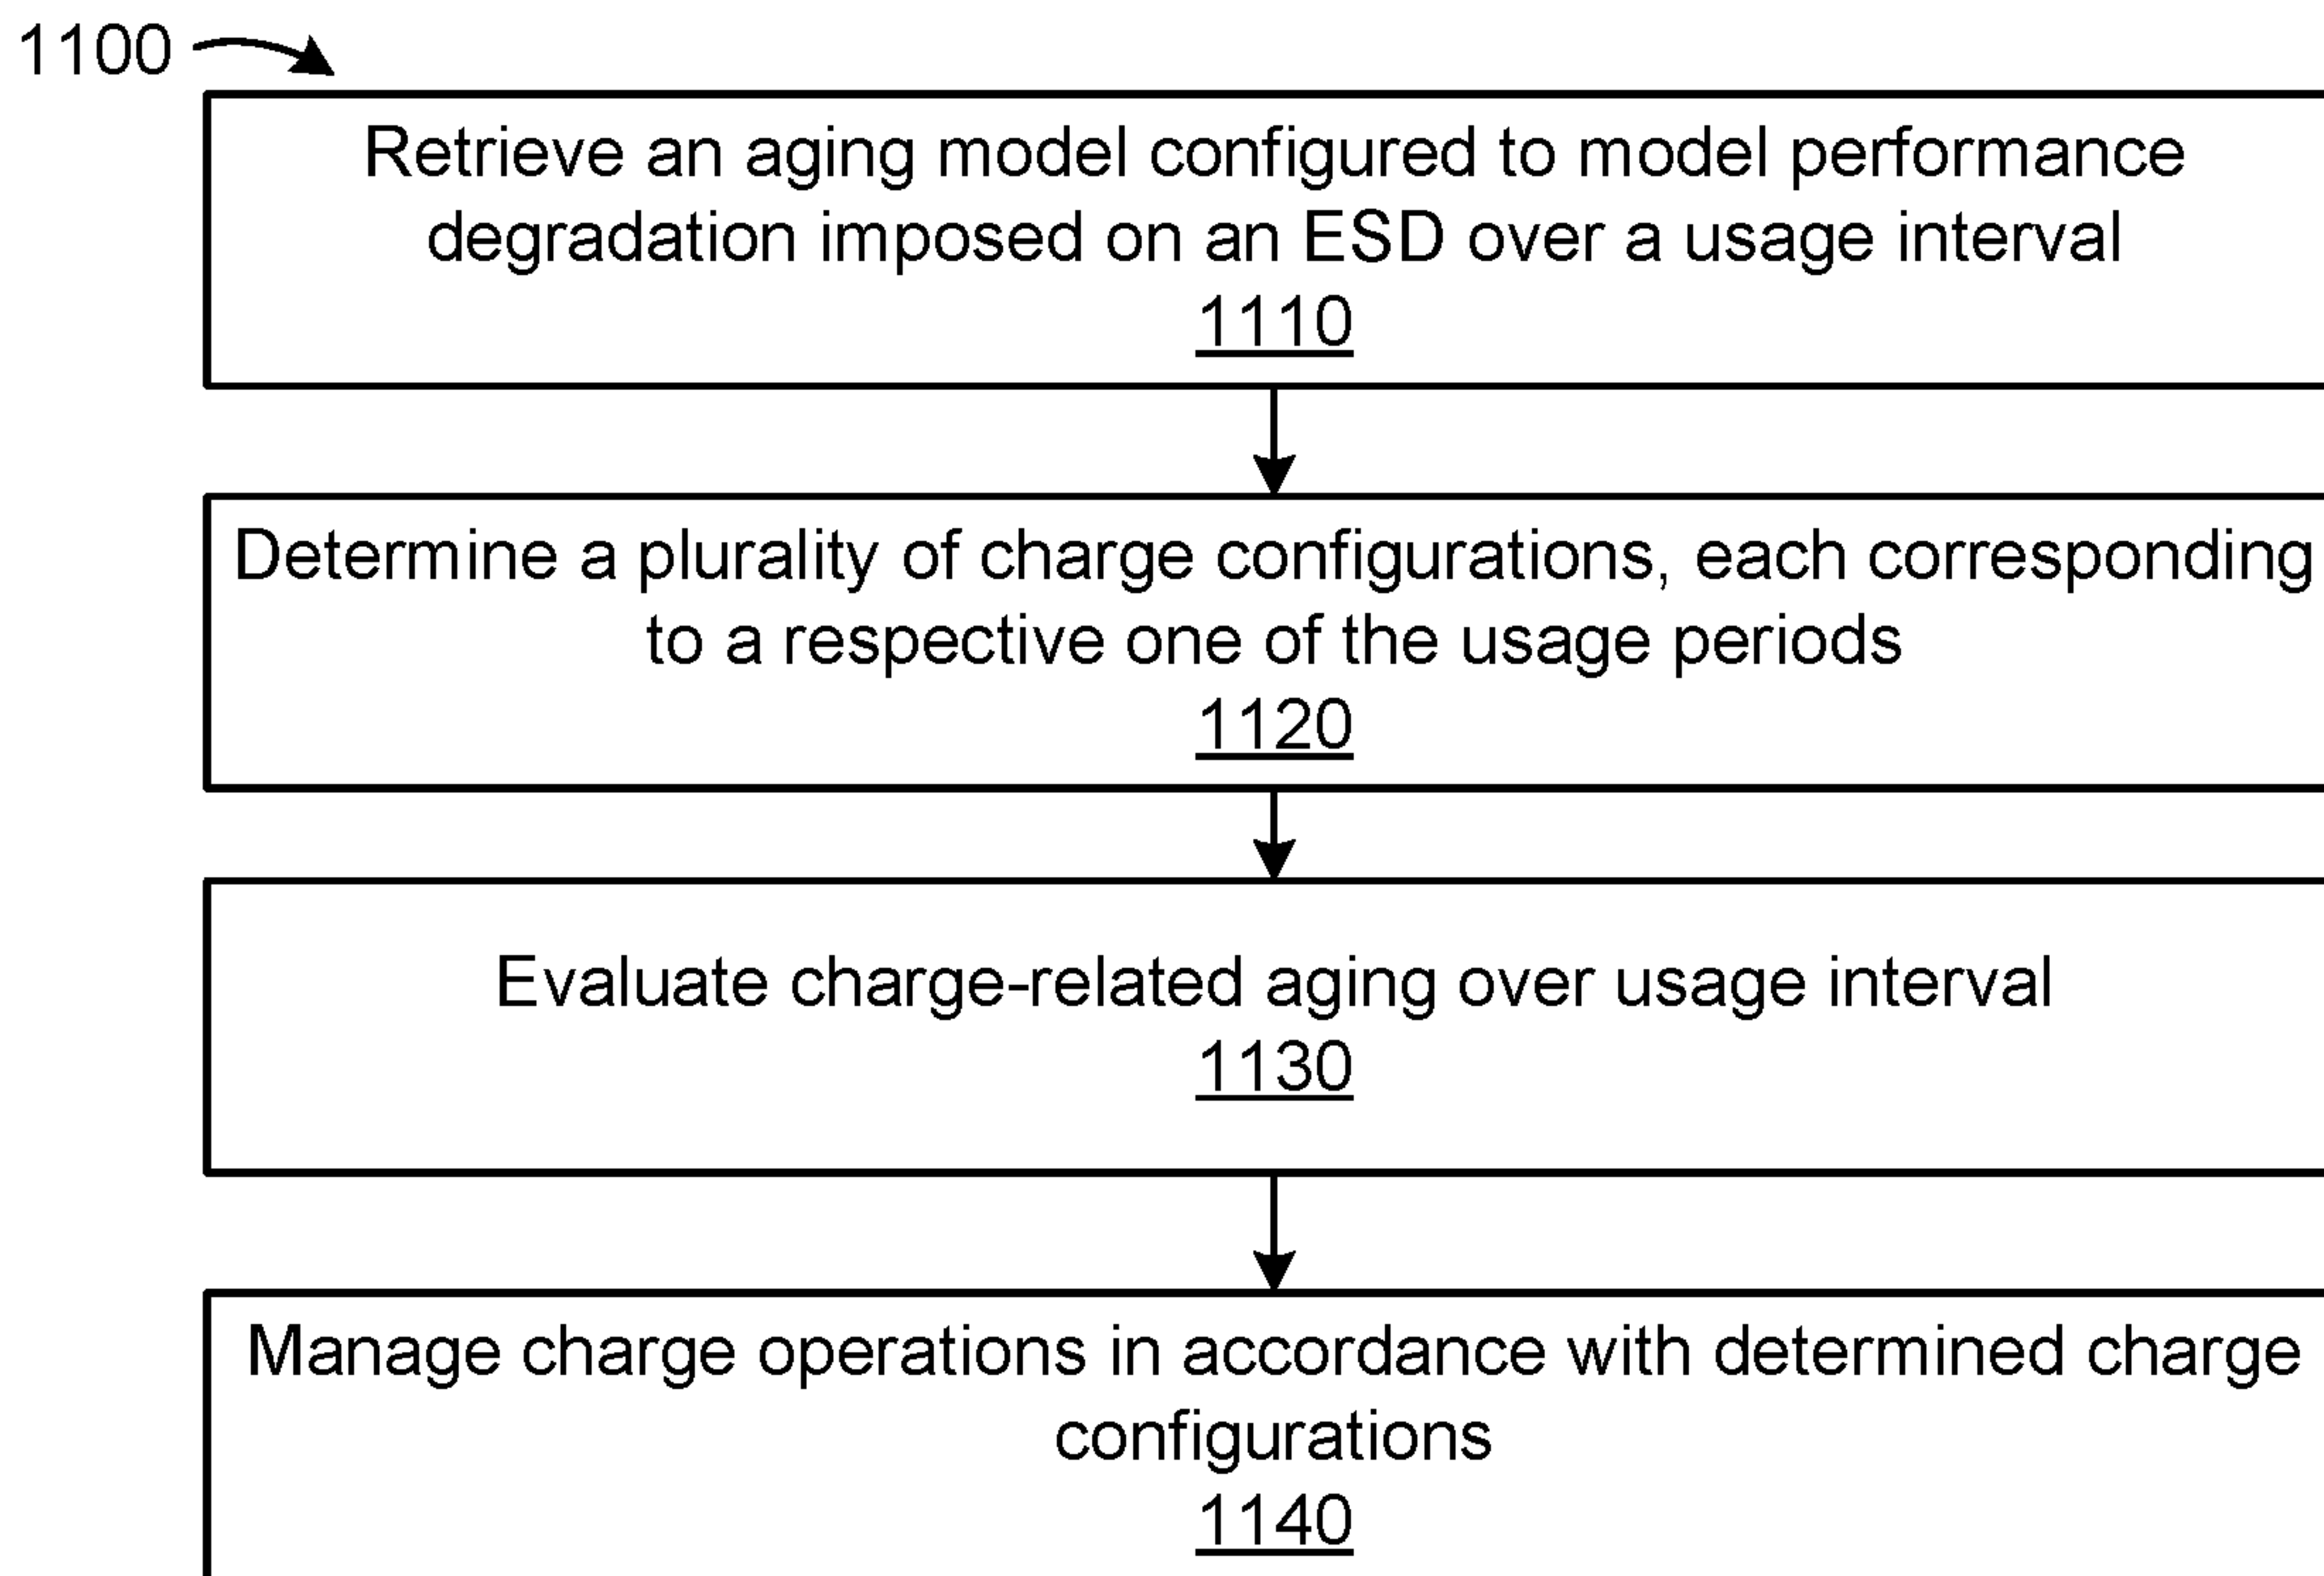 1100
Retrieve an aging model configured to model performance
degradation imposed on an ESD over a usage interval
1110
Determine a plurality of charge configurations, each corresponding
to a respective one of the usage periods
1120
Evaluate charge-related aging over usage interval
1130
Manage charge operations in accordance with determined charge
configurations
1140